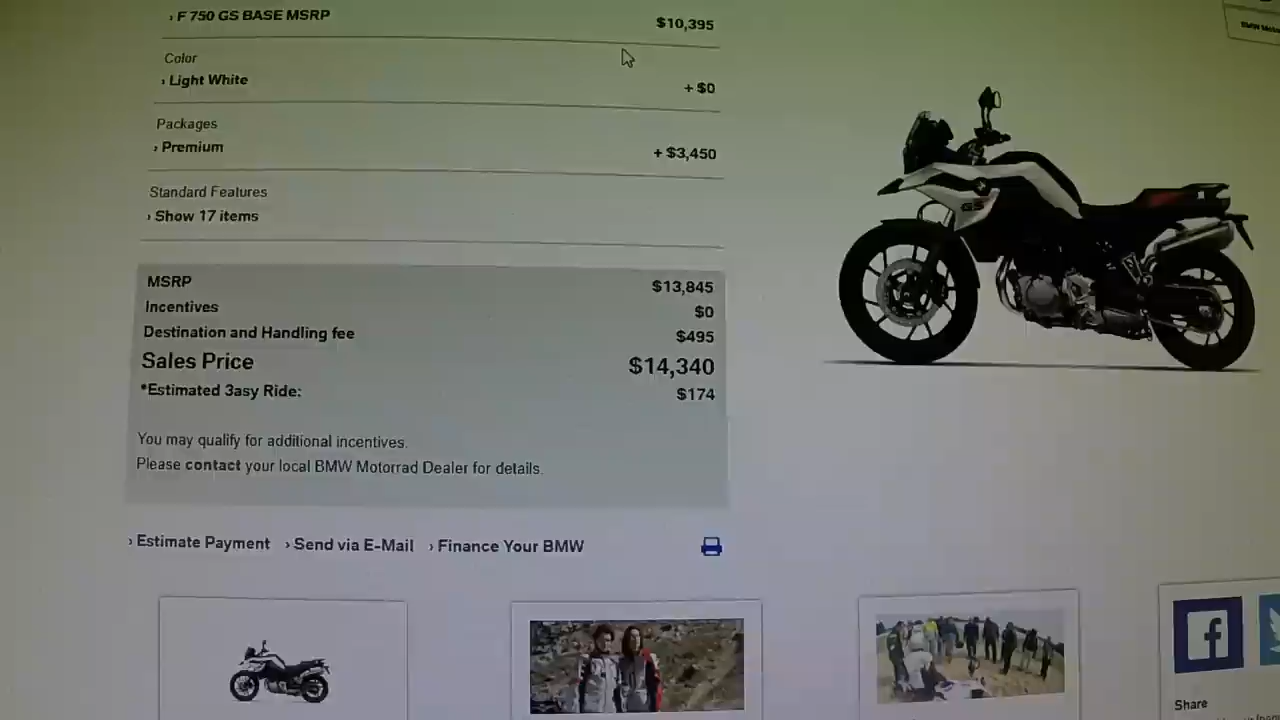 › F 750 GS BASE MSRP $10,395
Color
› Light White + $0
Packages
› Premium + $3,450
Standard Features
› Show 17 items
MSRP $13,845
Incentives $0
Destination and Handling fee $495
Sales Price $14,340
*Estimated 3asy Ride: $174
You may qualify for additional incentives.
Please contact your local BMW Motorrad Dealer for details.
› Estimate Payment › Send via E-Mail › Finance Your BMW
GS
BMW
f
Share